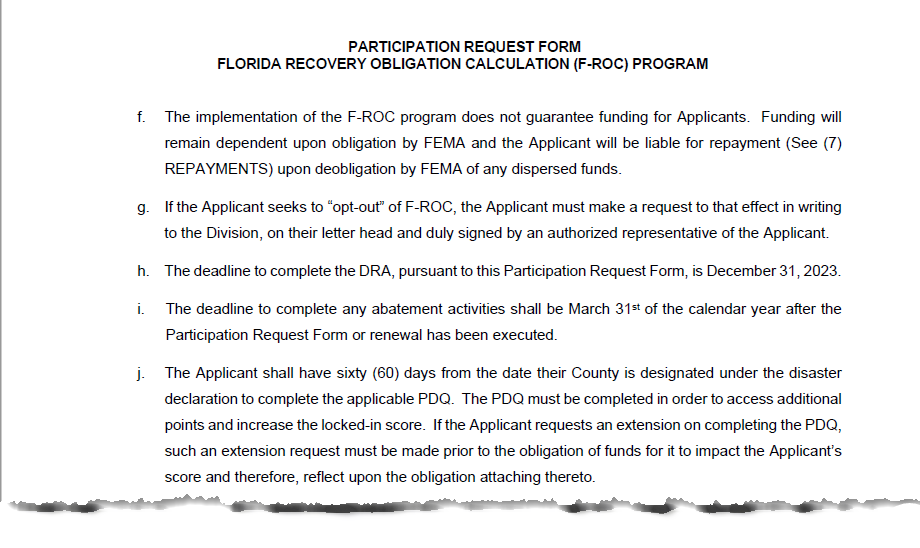 PARTICIPATION REQUEST FORM
FLORIDA RECOVERY OBLIGATION CALCULATION (F-ROC) PROGRAM
f. The implementation of the F-ROC program does not guarantee funding for Applicants. Funding will
remain dependent upon obligation by FEMA and the Applicant will be liable for repayment (See (7)
REPAYMENTS) upon deobligation by FEMA of any dispersed funds.
g. If the Applicant seeks to “opt-out” of F-ROC, the Applicant must make a request to that effect in writing
to the Division, on their letter head and duly signed by an authorized representative of the Applicant.
h. The deadline to complete the DRA, pursuant to this Participation Request Form, is December 31, 2023.
i. The deadline to complete any abatement activities shall be March 31st of the calendar year after the
Participation Request Form or renewal has been executed.
j. The Applicant shall have sixty (60) days from the date their County is designated under the disaster
declaration to complete the applicable PDQ. The PDQ must be completed in order to access additional
points and increase the locked-in score. If the Applicant requests an extension on completing the PDQ,
such an extension request must be made prior to the obligation of funds for it to impact the Applicant’s
score and therefore, reflect upon the obligation attaching thereto.